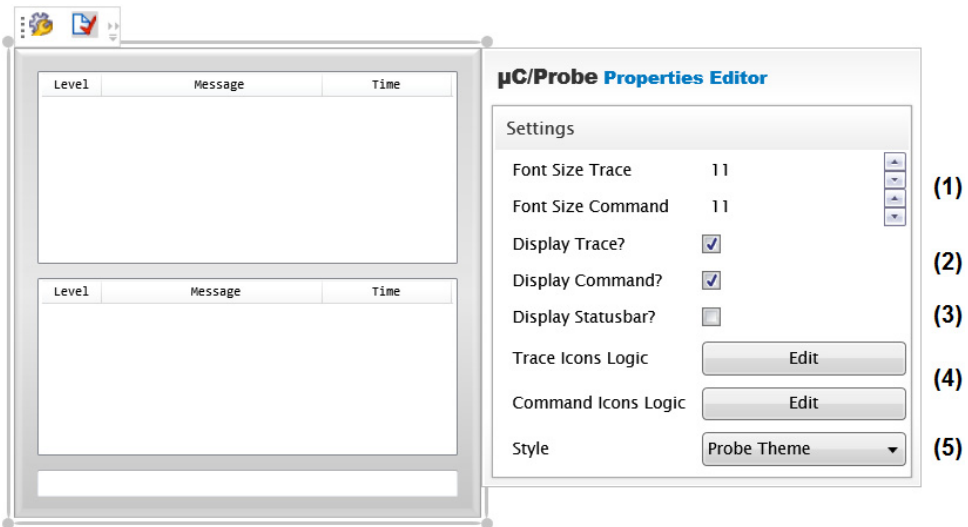 Level Message Time
Level Message Time
µC/Probe Properties Editor
Settings
Font Size Trace 11
Font Size Command 11
(1)
Display Trace?
Display Command?
(2)
Display Statusbar?
(3)
Trace Icons Logic Edit
Command Icons Logic Edit
(4)
Style Probe Theme
(5)